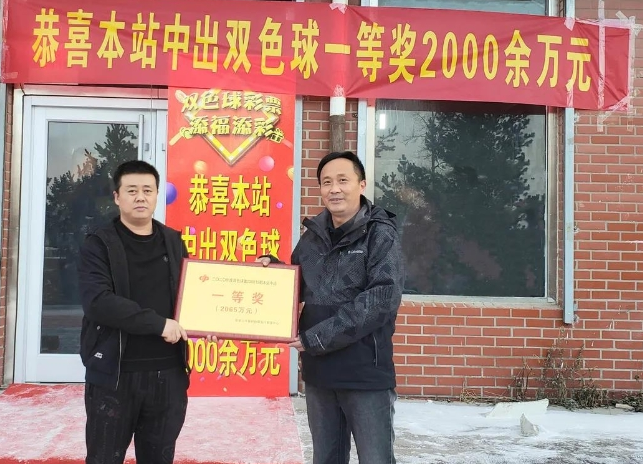 恭喜本站中出双色球一等奖2000余万元
双色球彩票
添福添彩
恭喜本站
中出双色球
一等奖
(2065万元)
2000余万元